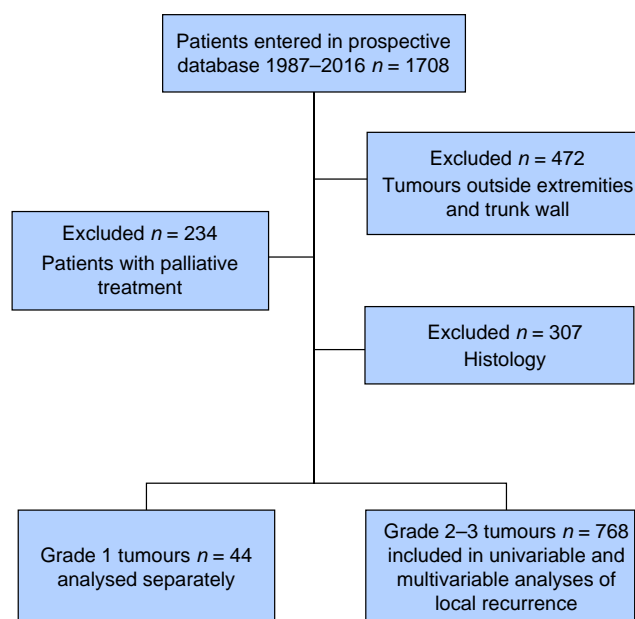 Patients entered in prospective
database 1987–2016 n = 1708
Excluded n = 472
Tumours outside extremities
and trunk wall
Excluded n = 234
Patients with palliative
treatment
Excluded n = 307
Histology
Grade 1 tumours n = 44
analysed separately
Grade 2–3 tumours n = 768
included in univariable and
multivariable analyses of
local recurrence